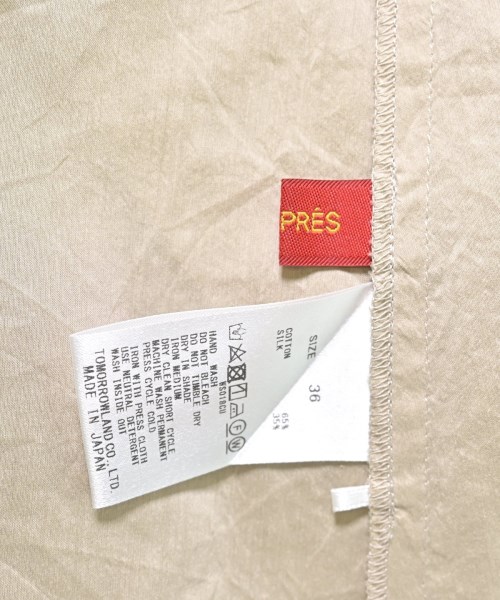 PRÊS
SIZE 36
COTTON 65%
SILK 35%
HAND WASH
DO NOT BLEACH
DO NOT TUMBLE DRY
DRY IN SHADE
IRON MEDIUM
DRY CLEAN SHORT CYCLE
MACHINE WASH PERMANENT
PRESS CYCLE COLD
IRON WITH PRESS CLOTH
USE NEUTRAL DETERGENT
WASH INSIDE OUT
TOMORROWLAND CO., LTD.
MADE IN JAPAN